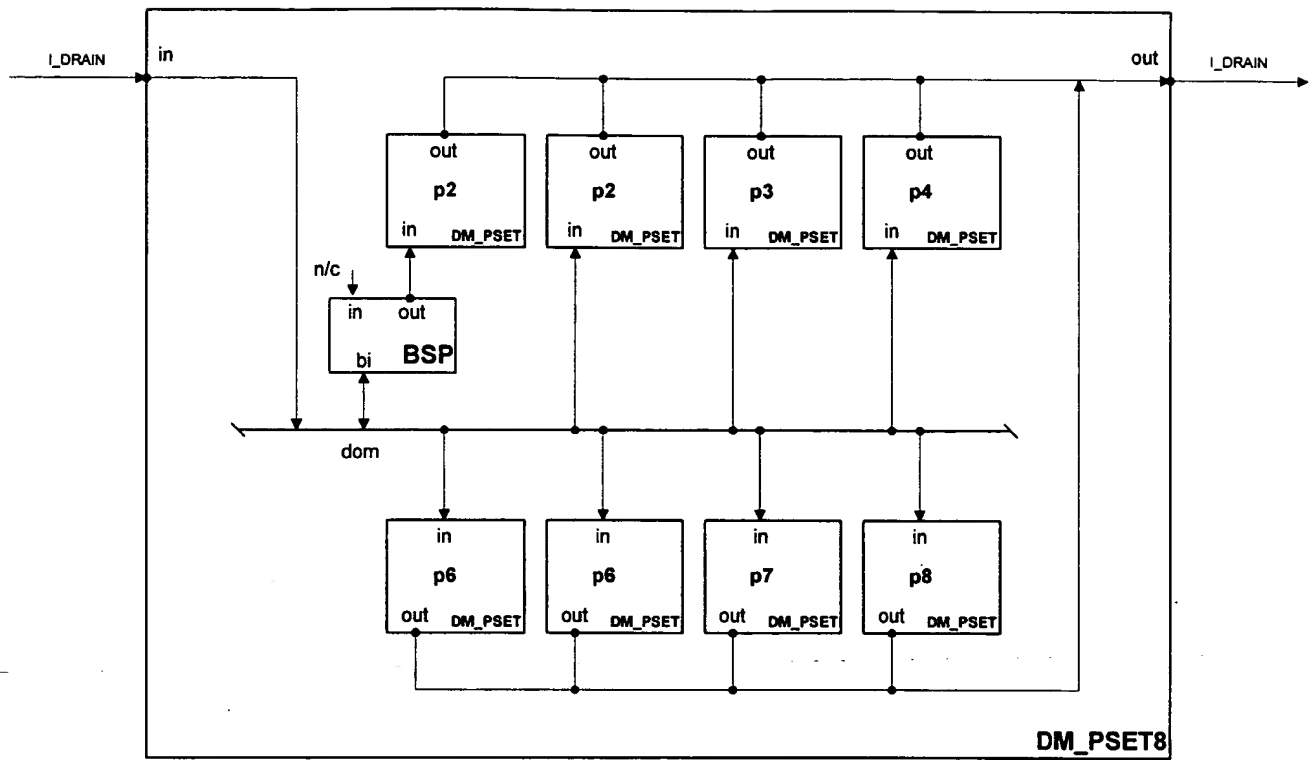 in
out
I_DRAIN
I_DRAIN
out
out
out
out
p2
p2
p3
p4
in
DM_PSET
in
DM_PSET
in
DM_PSET
in
DM_PSET
n/c
in
out
bi
BSP
dom
in
in
in
in
p6
p6
p7
p8
out
DM_PSET
out
DM_PSET
out
DM_PSET
out
DM_PSET
DM_PSET8